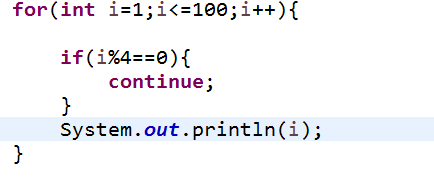 for(int i=1;i<=100;i++){
if(i%4==0){
continue;
}
System.out.println(i);
}